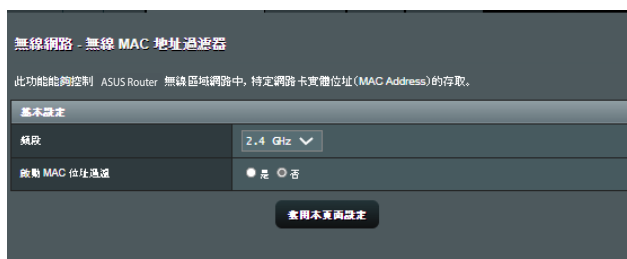 無線網路 - 無線 MAC 地址過濾器
此功能能夠控制 ASUS Router 無線區域網路中，特定網路卡實體位址(MAC Address)的存取。
基本設定
頻段 2.4 GHz
啟動 MAC 位址過濾 是 否
套用本頁面設定